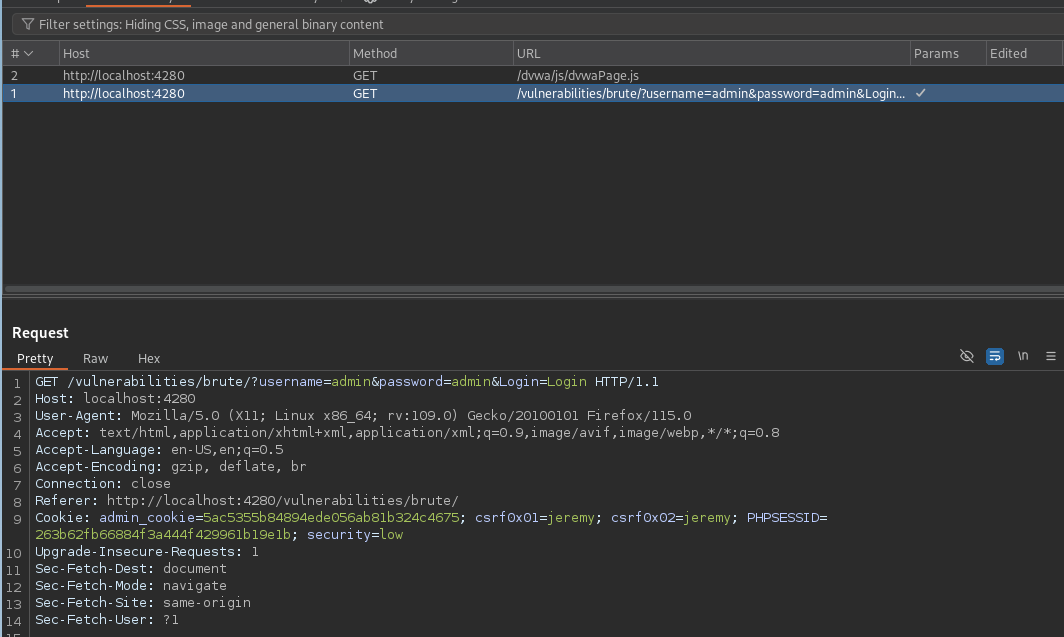 Filter settings: Hiding CSS, image and general binary content
# Host Method URL Params Edited
2 http://localhost:4280 GET /dvwa/js/dvwaPage.js
1 http://localhost:4280 GET /vulnerabilities/brute/?username=admin&password=admin&Login... ✓
Request
Pretty Raw Hex \n
1 GET /vulnerabilities/brute/?username=admin&password=admin&Login=Login HTTP/1.1
2 Host: localhost:4280
3 User-Agent: Mozilla/5.0 (X11; Linux x86_64; rv:109.0) Gecko/20100101 Firefox/115.0
4 Accept: text/html,application/xhtml+xml,application/xml;q=0.9,image/avif,image/webp,*/*;q=0.8
5 Accept-Language: en-US,en;q=0.5
6 Accept-Encoding: gzip, deflate, br
7 Connection: close
8 Referer: http://localhost:4280/vulnerabilities/brute/
9 Cookie: admin_cookie=5ac5355b84894ede056ab81b324c4675; csrf0x01=jeremy; csrf0x02=jeremy; PHPSESSID=
263b62fb66884f3a444f429961b19e1b; security=low
10 Upgrade-Insecure-Requests: 1
11 Sec-Fetch-Dest: document
12 Sec-Fetch-Mode: navigate
13 Sec-Fetch-Site: same-origin
14 Sec-Fetch-User: ?1